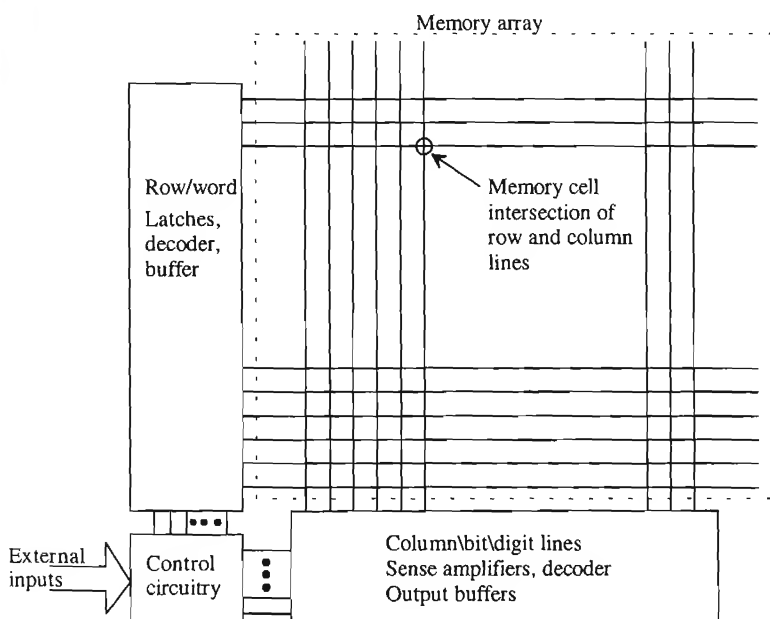 Memory array
Row/word
Latches,
decoder,
buffer
Memory cell
intersection of
row and column
lines
External
inputs
Control
circuitry
Column\bit\digit lines
Sense amplifiers, decoder
Output buffers